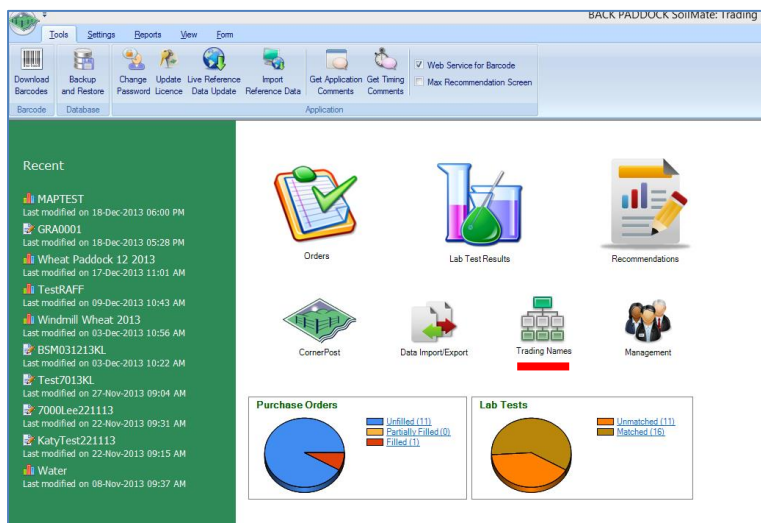 BACK PADDOCK SoilMate: Trading
Tools Settings Reports View Form
Download Barcodes
Backup and Restore
Change Password
Update Licence
Live Reference Data Update
Import Reference Data
Get Application Comments
Get Timing Comments
Web Service for Barcode
Max Recommendation Screen
Barcode
Database
Application
Recent
MAPTEST
Last modified on 18-Dec-2013 06:00 PM
GRA0001
Last modified on 18-Dec-2013 05:28 PM
Wheat Paddock 12 2013
Last modified on 17-Dec-2013 11:01 AM
TestRAFF
Last modified on 09-Dec-2013 10:43 AM
Windmill Wheat 2013
Last modified on 03-Dec-2013 10:56 AM
BSM031213KL
Last modified on 03-Dec-2013 10:22 AM
Test7013KL
Last modified on 27-Nov-2013 09:04 AM
7000Lee221113
Last modified on 22-Nov-2013 09:31 AM
KatyTest221113
Last modified on 22-Nov-2013 09:15 AM
Water
Last modified on 08-Nov-2013 09:37 AM
Orders
Lab Test Results
Recommendations
CornerPost
Data Import/Export
Trading Names
Management
Purchase Orders
Unfilled (11)
Partially Filled (0)
Filled (1)
Lab Tests
Unmatched (11)
Matched (16)